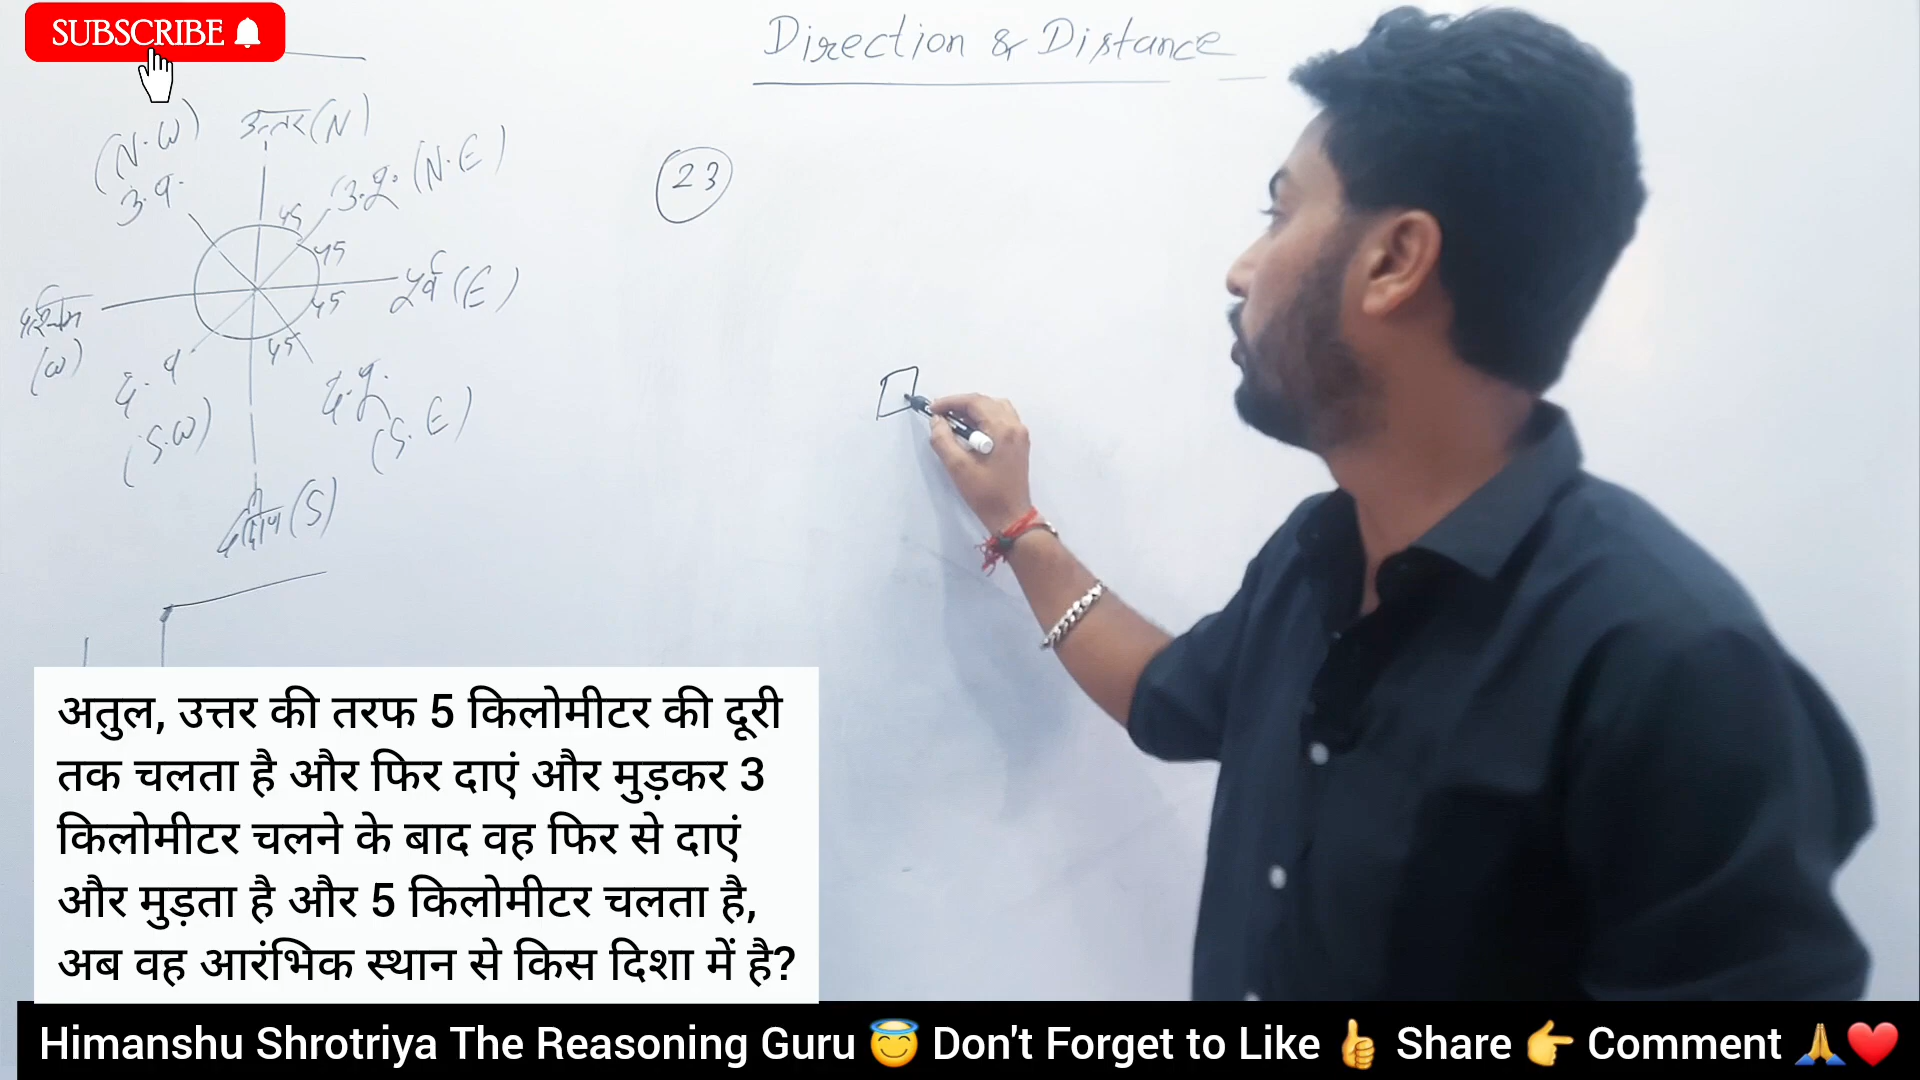 SUBSCRIBE
Direction & Distance
(N.W)
उत्तर (N)
उ.प.
उ.पू. (N.E)
23
45
45
पूर्व (E)
45
पश्चिम
(W)
45
द.प
द.पू.
(S.W)
(S.E)
दक्षिण (S)
अतुल, उत्तर की तरफ 5 किलोमीटर की दूरी
तक चलता है और फिर दाएं और मुड़कर 3
किलोमीटर चलने के बाद वह फिर से दाएं
और मुड़ता है और 5 किलोमीटर चलता है,
अब वह आरंभिक स्थान से किस दिशा में है?
Himanshu Shrotriya The Reasoning Guru 😇 Don't Forget to Like 👍 Share 👉 Comment 🙏❤️